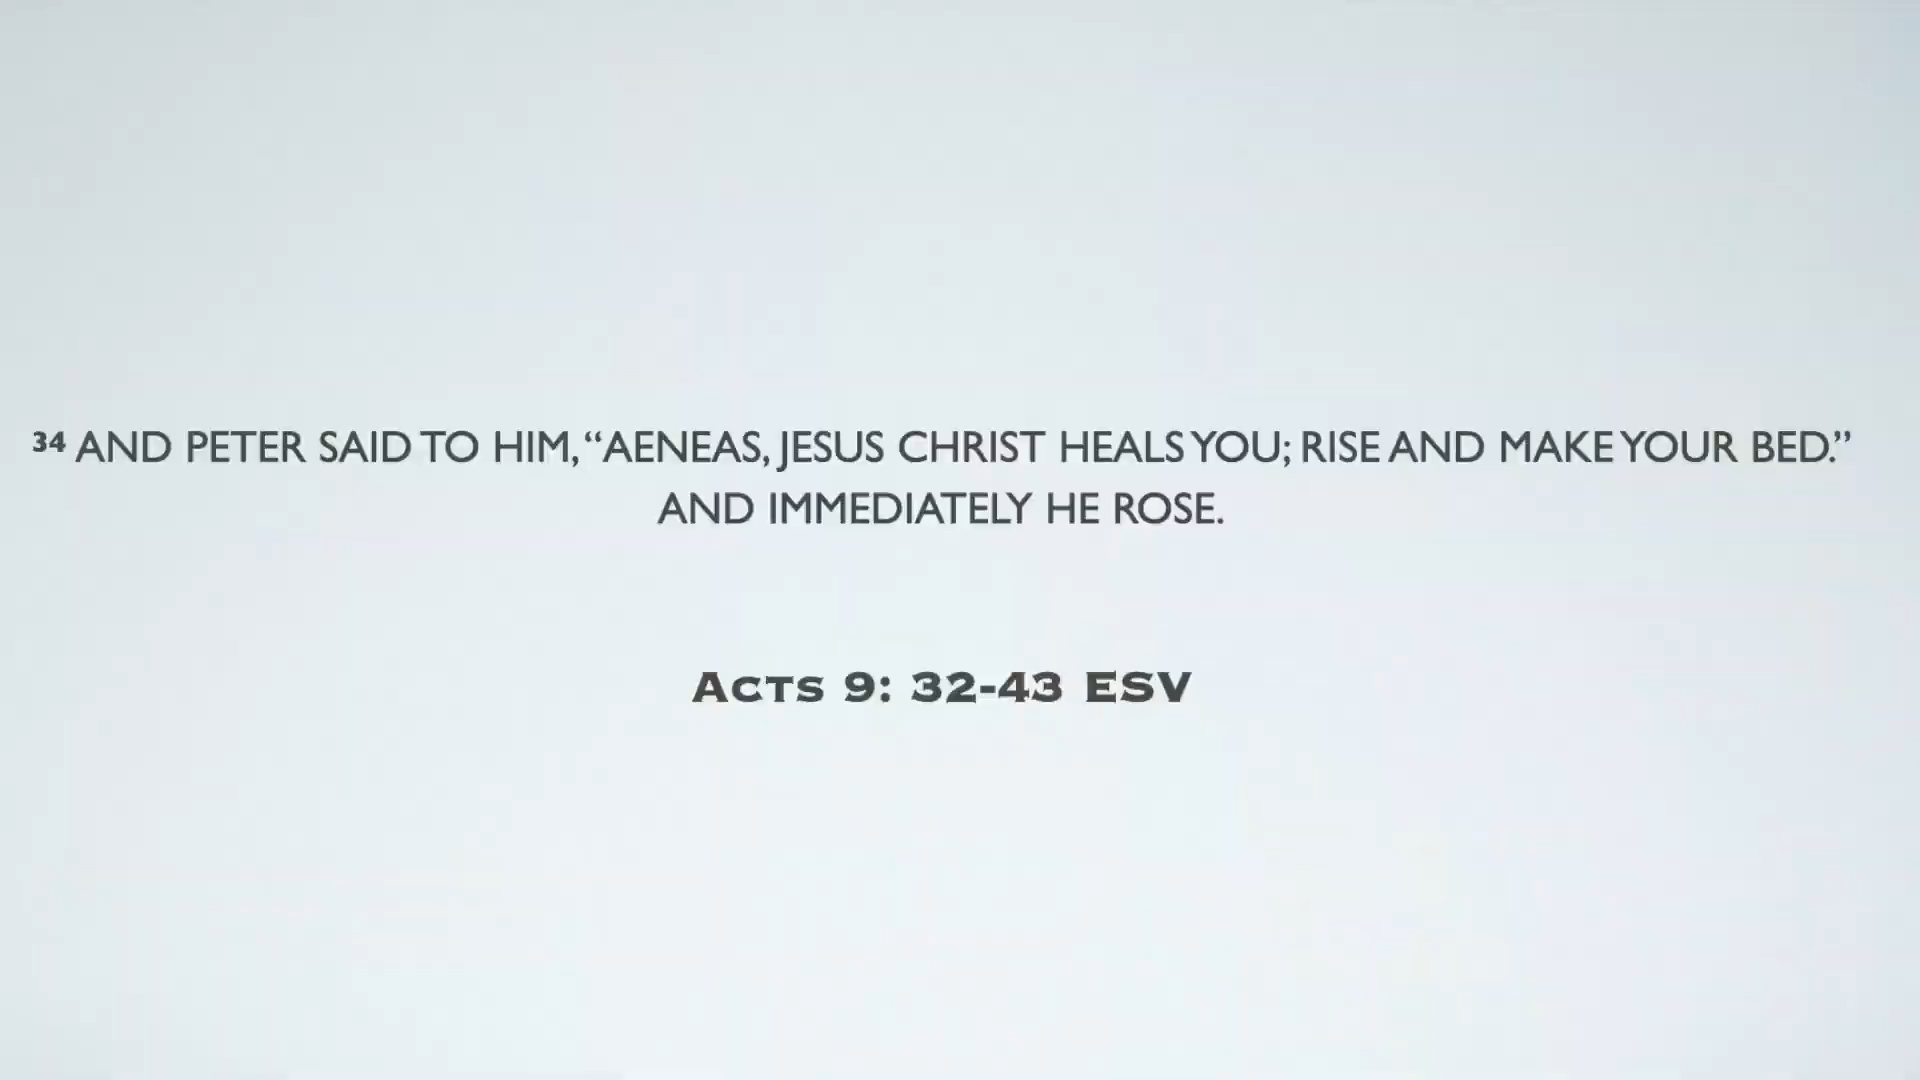 34 AND PETER SAID TO HIM, “AENEAS, JESUS CHRIST HEALS YOU; RISE AND MAKE YOUR BED.”
AND IMMEDIATELY HE ROSE.
ACTS 9: 32-43 ESV